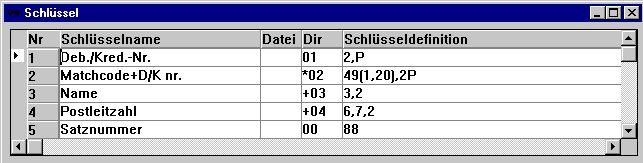 Schlüssel
Nr Schlüsselname Datei Dir Schlüsseldefinition
1 Deb./Kred.-Nr. 01 2,P
2 Matchcode+D/K nr. *02 49(1,20),2P
3 Name +03 3,2
4 Postleitzahl +04 6,7,2
5 Satznummer 00 88